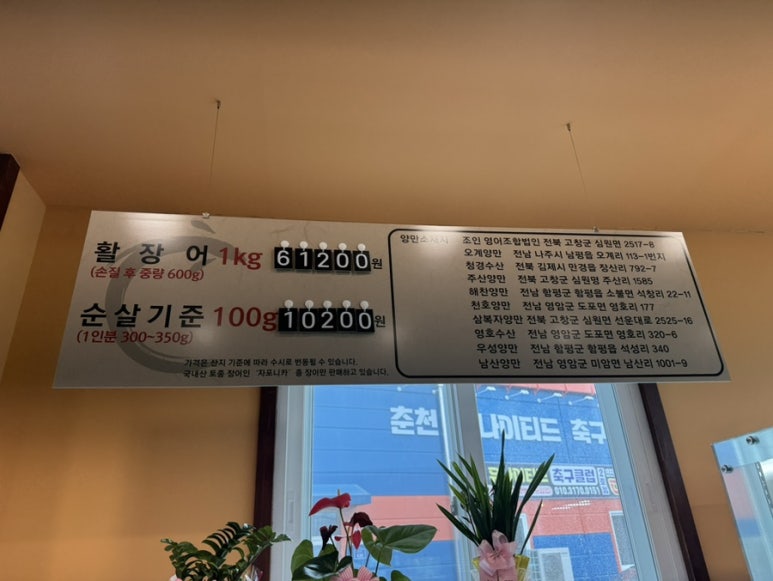 활 장 어 1kg 61200원
(손질 후 중량 600g)
순살기준 100g 10200원
(1인분 300~350g)
가격은 산지 기준에 따라 수시로 변동될 수 있습니다.
국내산 토종 장어인 '자포니카' 종 장어만 판매하고 있습니다.
양만소재지 조인 영어조합법인 전북 고창군 심원면 2517-8
오계양만 전남 나주시 남평읍 오계리 113-1번지
청경수산 전북 김제시 만경읍 장산리 792-7
주산양만 전북 고창군 심원면 주산리 1585
해찬양만 전남 함평군 함평읍 소불면 석창리 22-11
천호양만 전남 영암군 도포면 영호리 177
삼복자양만 전북 고창군 심원면 선운대로 2525-16
영호수산 전남 영암군 도포면 영호리 320-6
우성양만 전남 함평군 함평읍 석성리 340
남산양만 전남 영암군 미암면 남산리 1001-9
춘천 나이티드 축구
축구클럽